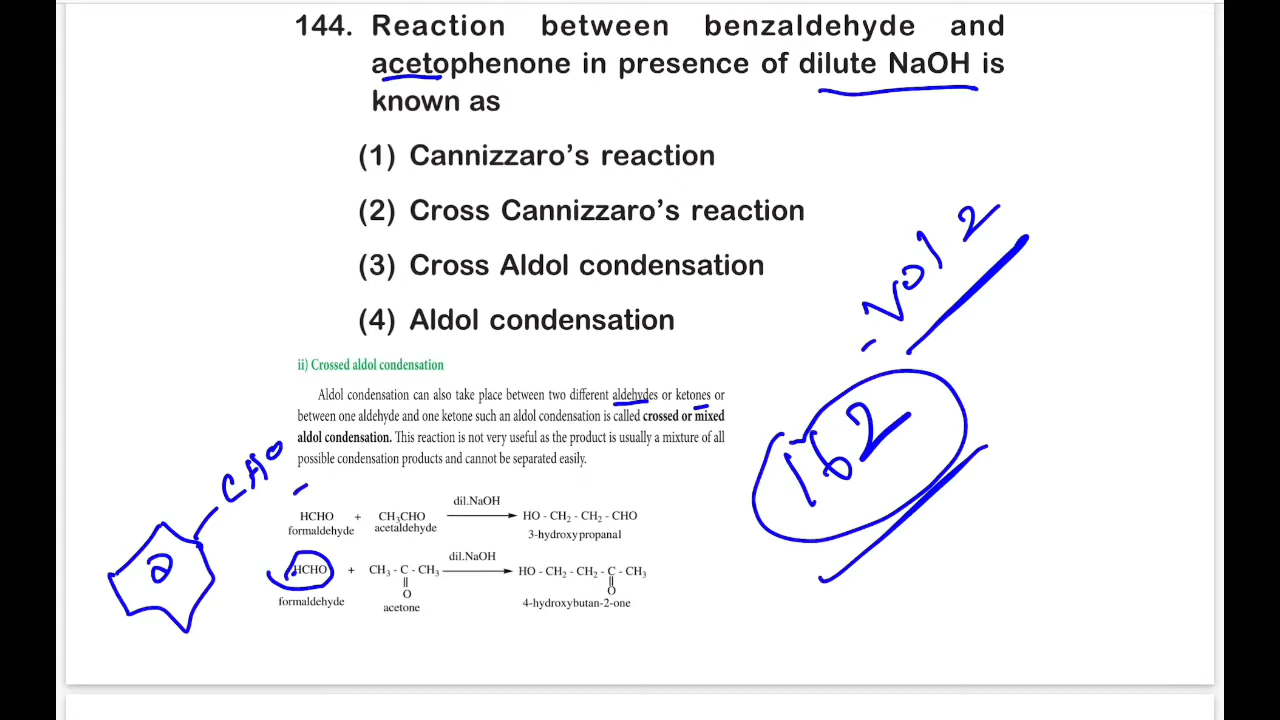 144. Reaction between benzaldehyde and
acetophenone in presence of dilute NaOH is
known as
(1) Cannizzaro's reaction
(2) Cross Cannizzaro's reaction
(3) Cross Aldol condensation
(4) Aldol condensation
- Vol 2
ii) Crossed aldol condensation
Aldol condensation can also take place between two different aldehydes or ketones or
between one aldehyde and one ketone such an aldol condensation is called crossed or mixed
aldol condensation. This reaction is not very useful as the product is usually a mixture of all
possible condensation products and cannot be separated easily.
162
CHO
dil.NaOH
HCHO + CH₃CHO HO - CH₂ - CH₂ - CHO
formaldehyde acetaldehyde 3-hydroxypropanal
dil.NaOH
HCHO + CH₃ - C - CH₃ HO - CH₂ - CH₂ - C - CH₃
O O
formaldehyde acetone 4-hydroxybutan-2-one